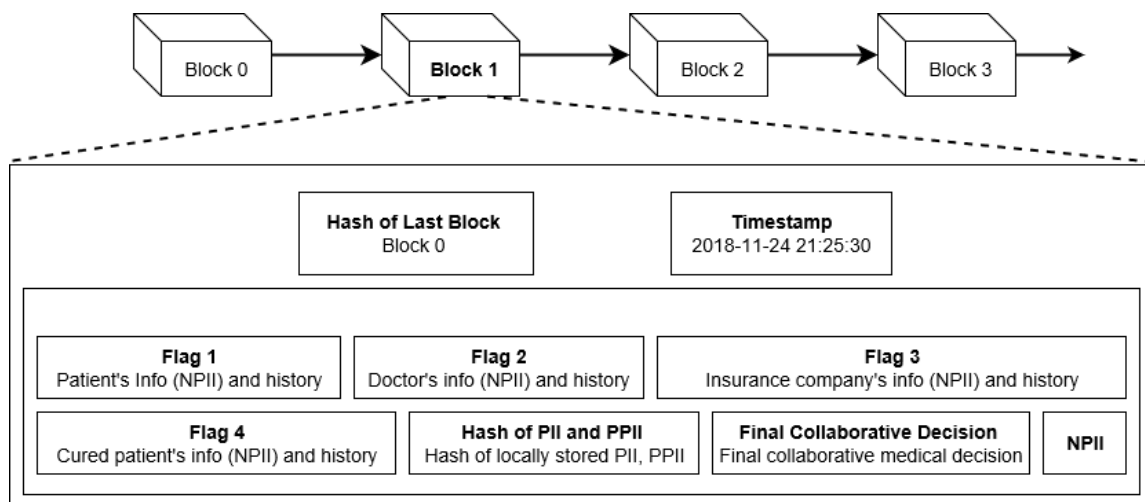 Block 0
Block 1
Block 2
Block 3
Hash of Last Block
Block 0
Timestamp
2018-11-24 21:25:30
Flag 1
Patient's Info (NPII) and history
Flag 2
Doctor's info (NPII) and history
Flag 3
Insurance company's info (NPII) and history
Flag 4
Cured patient's info (NPII) and history
Hash of PII and PPII
Hash of locally stored PII, PPII
Final Collaborative Decision
Final collaborative medical decision
NPII